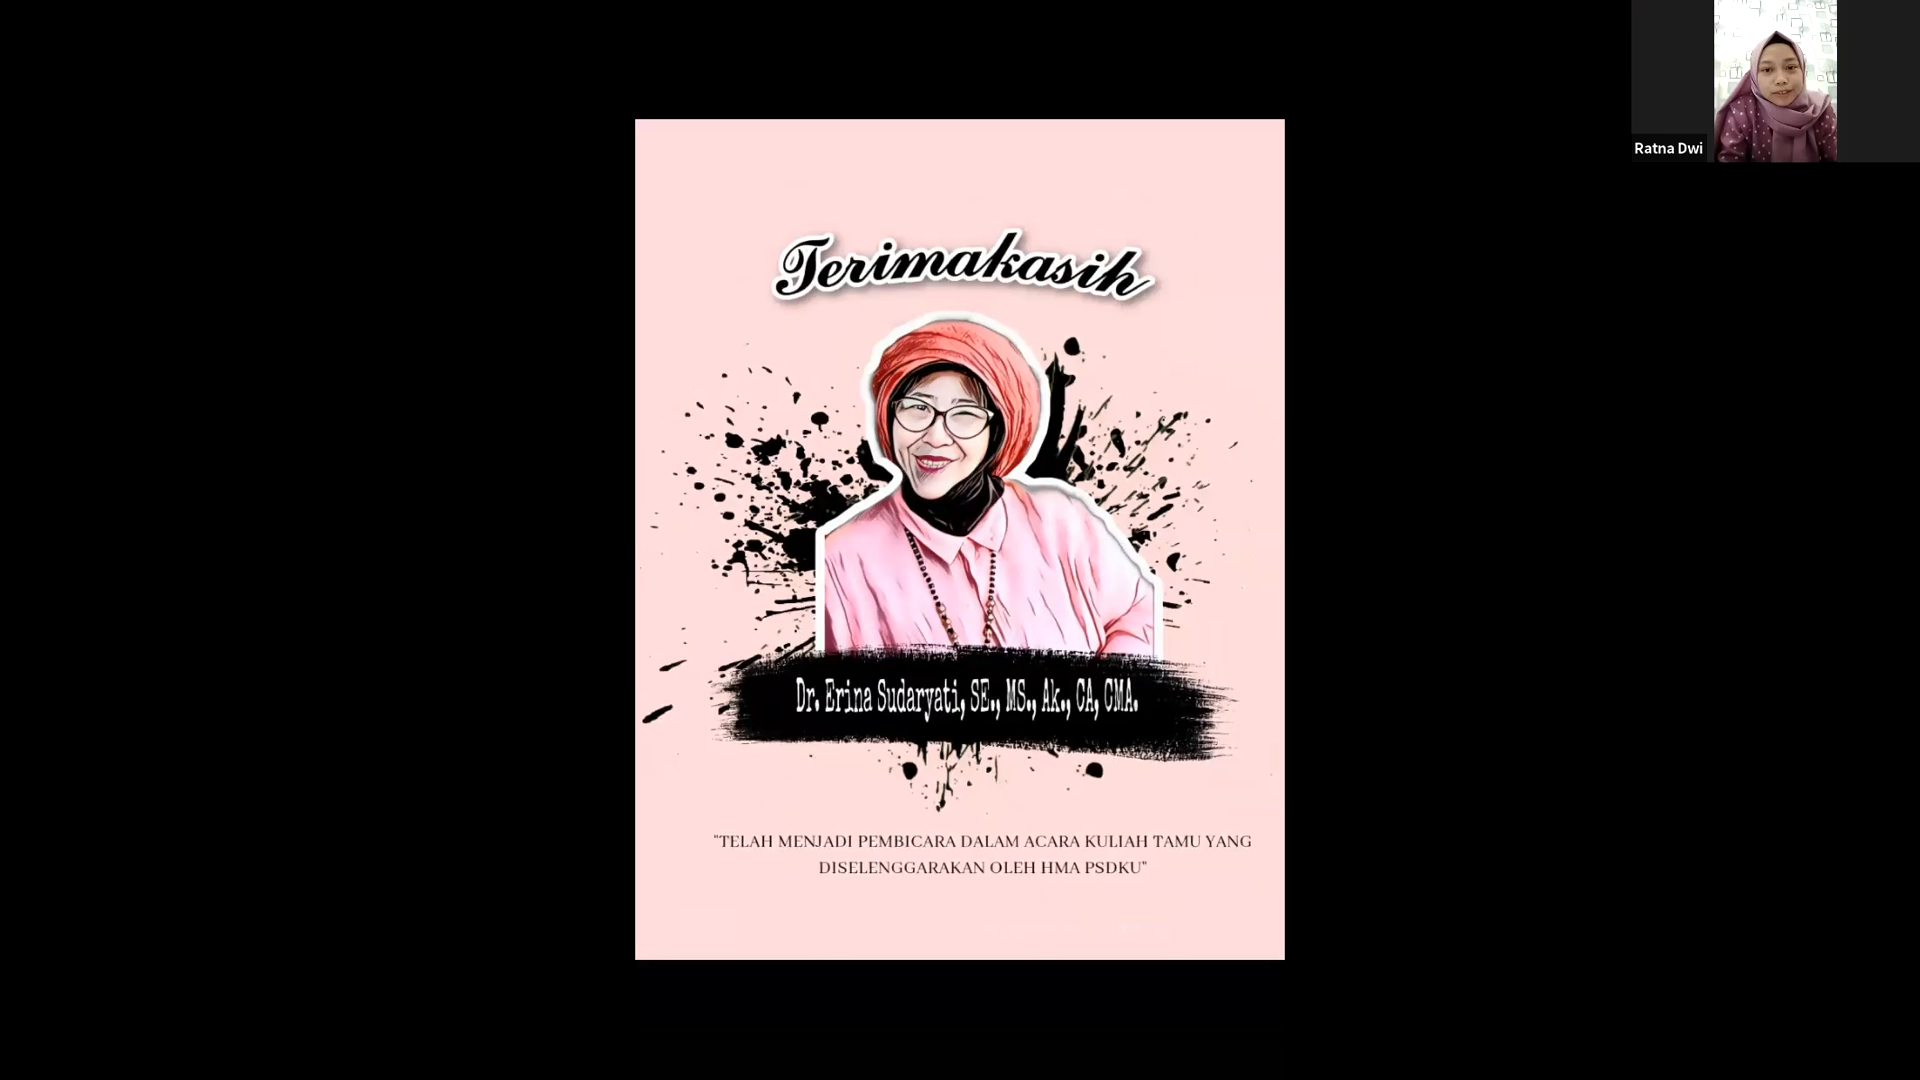 Terimakasih
Dr. Erina Sudaryati, SE., MS., Ak., CA, CMA.
"TELAH MENJADI PEMBICARA DALAM ACARA KULIAH TAMU YANG
DISELENGGARAKAN OLEH HMA PSDKU"
Ratna Dwi